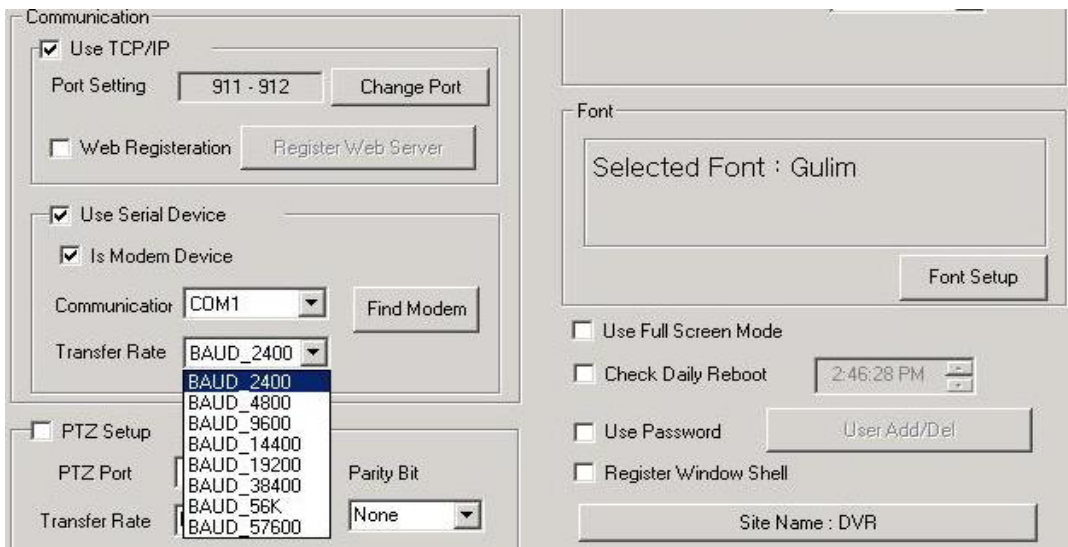 Communication
Use TCP/IP
Port Setting
911 - 912
Change Port
Web Registeration
Register Web Server
Use Serial Device
Is Modem Device
Communicatior
COM1
Find Modem
Transfer Rate
BAUD_2400
BAUD_2400
BAUD_4800
BAUD_9600
BAUD_14400
BAUD_19200
BAUD_38400
BAUD_56K
BAUD_57600
PTZ Setup
PTZ Port
Parity Bit
Transfer Rate
None
Font
Selected Font : Gulim
Font Setup
Use Full Screen Mode
Check Daily Reboot
2:46:28 PM
Use Password
User Add/Del
Register Window Shell
Site Name : DVR